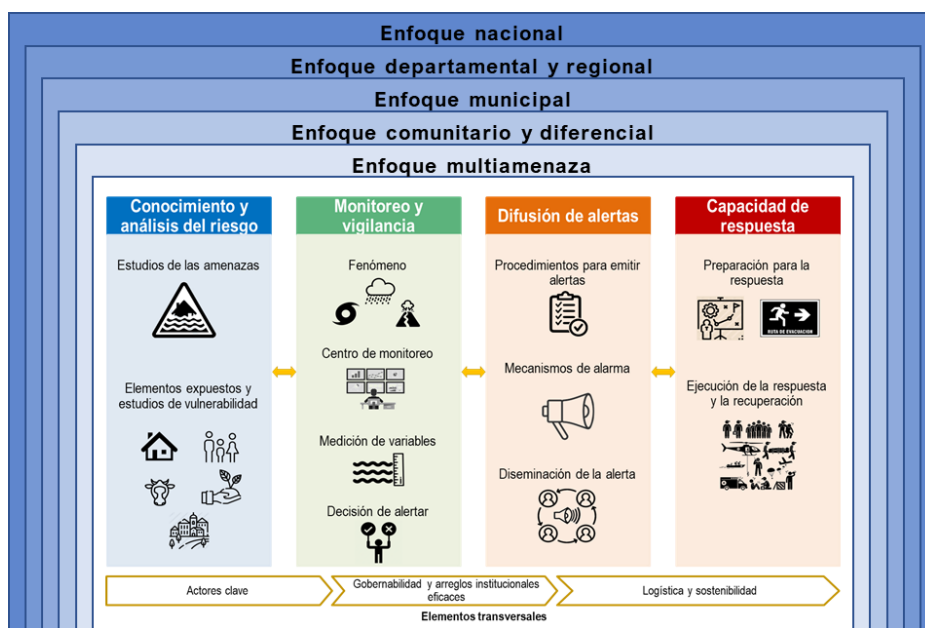 Enfoque nacional
Enfoque departamental y regional
Enfoque municipal
Enfoque comunitario y diferencial
Enfoque multiamenaza
Conocimiento y
análisis del riesgo
Estudios de las amenazas
Elementos expuestos y
estudios de vulnerabilidad
Monitoreo y
vigilancia
Fenómeno
Centro de monitoreo
Medición de variables
Decisión de alertar
Difusión de alertas
Procedimientos para emitir
alertas
Mecanismos de alarma
Diseminación de la alerta
Capacidad de
respuesta
Preparación para la
respuesta
RUTA DE EVACUACION
Ejecución de la respuesta
y la recuperación
Actores clave
Gobernabilidad y arreglos institucionales
eficaces
Logística y sostenibilidad
Elementos transversales